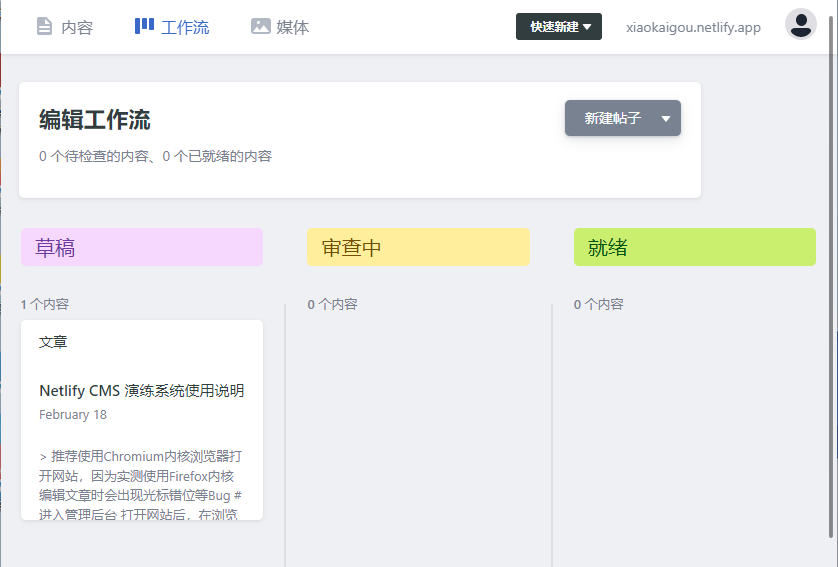 内容 工作流 媒体 快速新建 xiaokaigou.netlify.app
编辑工作流 新建帖子
0 个待检查的内容、0 个已就绪的内容
草稿 审查中 就绪
1 个内容 0 个内容 0 个内容
文章
Netlify CMS 演练系统使用说明
February 18
> 推荐使用Chromium内核浏览器打
开网站，因为实测使用Firefox内核
编辑文章时会出现光标错位等Bug #
进入管理后台 打开网站后，在浏览